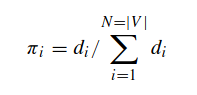 N=|V|
π_i = d_i / ∑ d_i
i=1